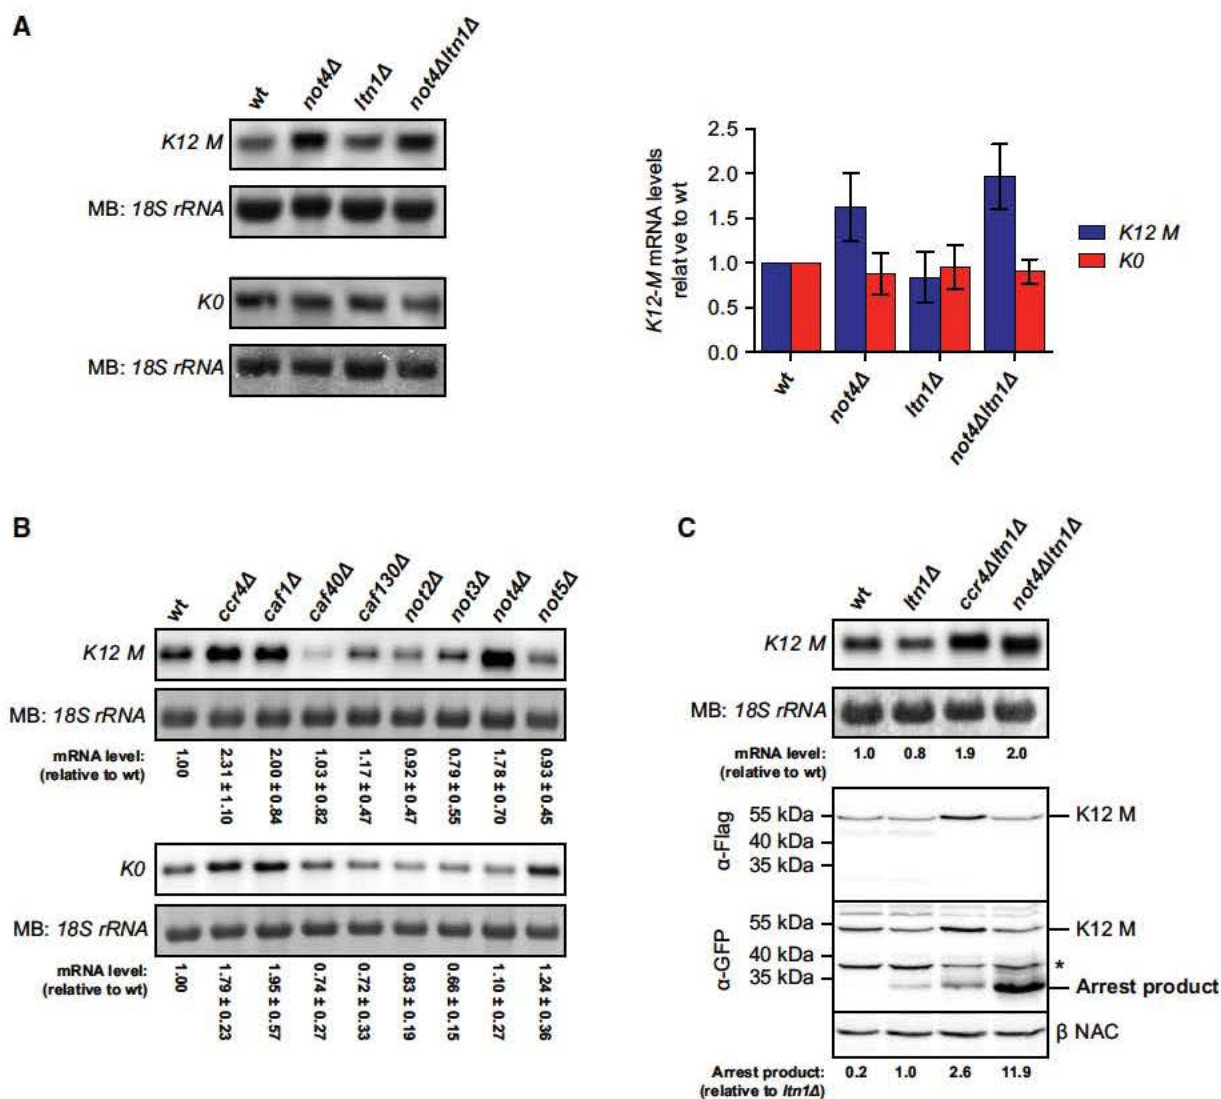 A
wt
not4Δ
ltn1Δ
not4Δltn1Δ
K12 M
MB: 18S rRNA
K0
MB: 18S rRNA
K12-M mRNA levels
relative to wt
2.5
2.0
1.5
1.0
0.5
0.0
wt
not4Δ
ltn1Δ
not4Δltn1Δ
K12 M
K0
B
wt
ccr4Δ
caf1Δ
caf40Δ
caf130Δ
not2Δ
not3Δ
not4Δ
not5Δ
K12 M
MB: 18S rRNA
mRNA level:
(relative to wt)
1.00
2.31 ± 1.10
2.00 ± 0.84
1.03 ± 0.82
1.17 ± 0.47
0.92 ± 0.47
0.79 ± 0.55
1.78 ± 0.70
0.93 ± 0.45
K0
MB: 18S rRNA
mRNA level:
(relative to wt)
1.00
1.79 ± 0.23
1.95 ± 0.57
0.74 ± 0.27
0.72 ± 0.33
0.83 ± 0.19
0.66 ± 0.15
1.10 ± 0.27
1.24 ± 0.36
C
wt
ltn1Δ
ccr4Δltn1Δ
not4Δltn1Δ
K12 M
MB: 18S rRNA
mRNA level: 1.0 0.8 1.9 2.0
(relative to wt)
α-Flag
55 kDa
40 kDa
35 kDa
K12 M
α-GFP
55 kDa
40 kDa
35 kDa
K12 M
*
Arrest product
β NAC
Arrest product: 0.2 1.0 2.6 11.9
(relative to ltn1Δ)